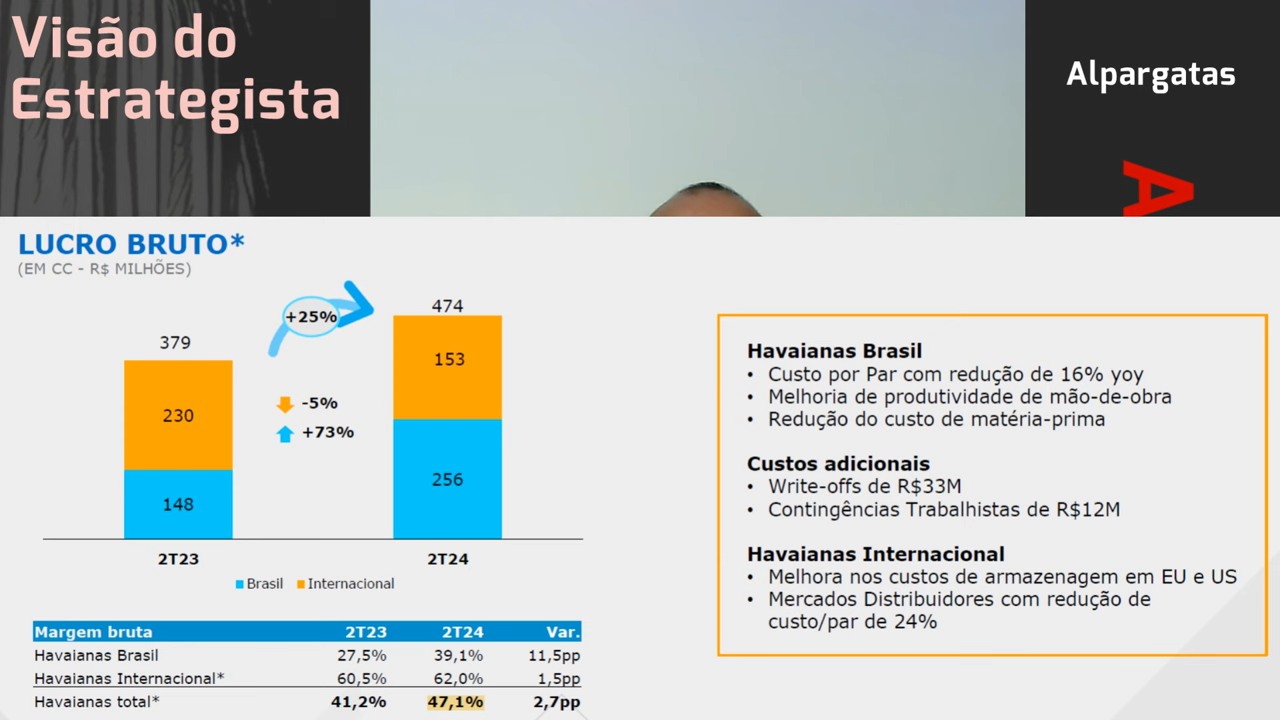 Visão do
Estrategista
Alpargatas
A
LUCRO BRUTO*
(EM CC - R$ MILHÕES)
379
+25%
474
230
148
-5%
+73%
153
256
2T23
2T24
Brasil
Internacional
Margem bruta 2T23 2T24 Var.
Havaianas Brasil 27,5% 39,1% 11,5pp
Havaianas Internacional* 60,5% 62,0% 1,5pp
Havaianas total* 41,2% 47,1% 2,7pp
Havaianas Brasil
• Custo por Par com redução de 16% yoy
• Melhoria de produtividade de mão-de-obra
• Redução do custo de matéria-prima
Custos adicionais
• Write-offs de R$33M
• Contingências Trabalhistas de R$12M
Havaianas Internacional
• Melhora nos custos de armazenagem em EU e US
• Mercados Distribuidores com redução de
custo/par de 24%